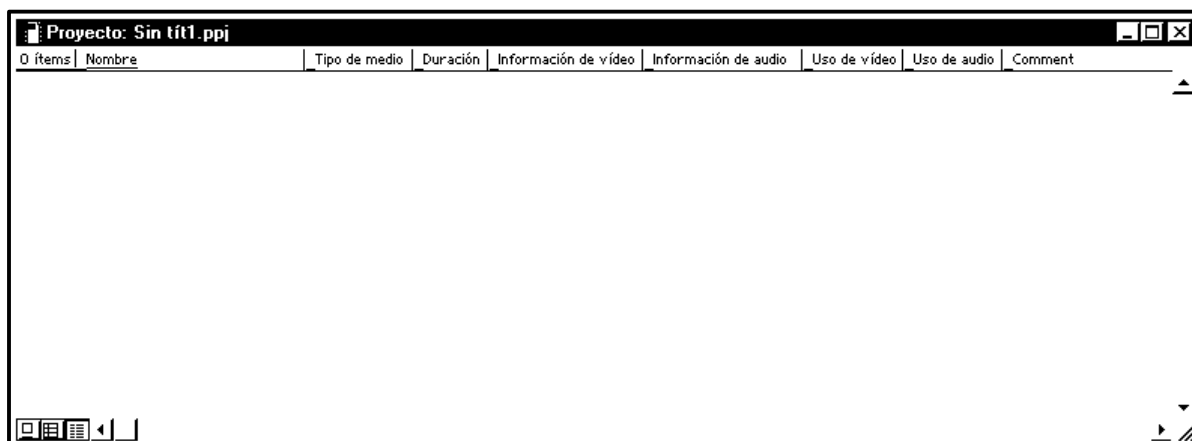 Proyecto: Sin tít1.ppj
0 ítems Nombre Tipo de medio Duración Información de vídeo Información de audio Uso de vídeo Uso de audio Comment